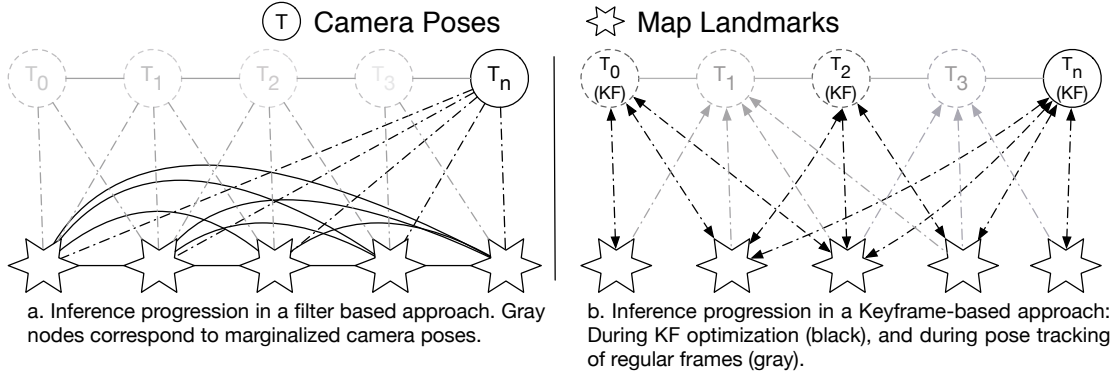 T Camera Poses Map Landmarks
T0 T1 T2 T3 Tn
T0 (KF) T1 T2 (KF) T3 Tn (KF)
a. Inference progression in a filter based approach. Gray
nodes correspond to marginalized camera poses.
b. Inference progression in a Keyframe-based approach:
During KF optimization (black), and during pose tracking
of regular frames (gray).